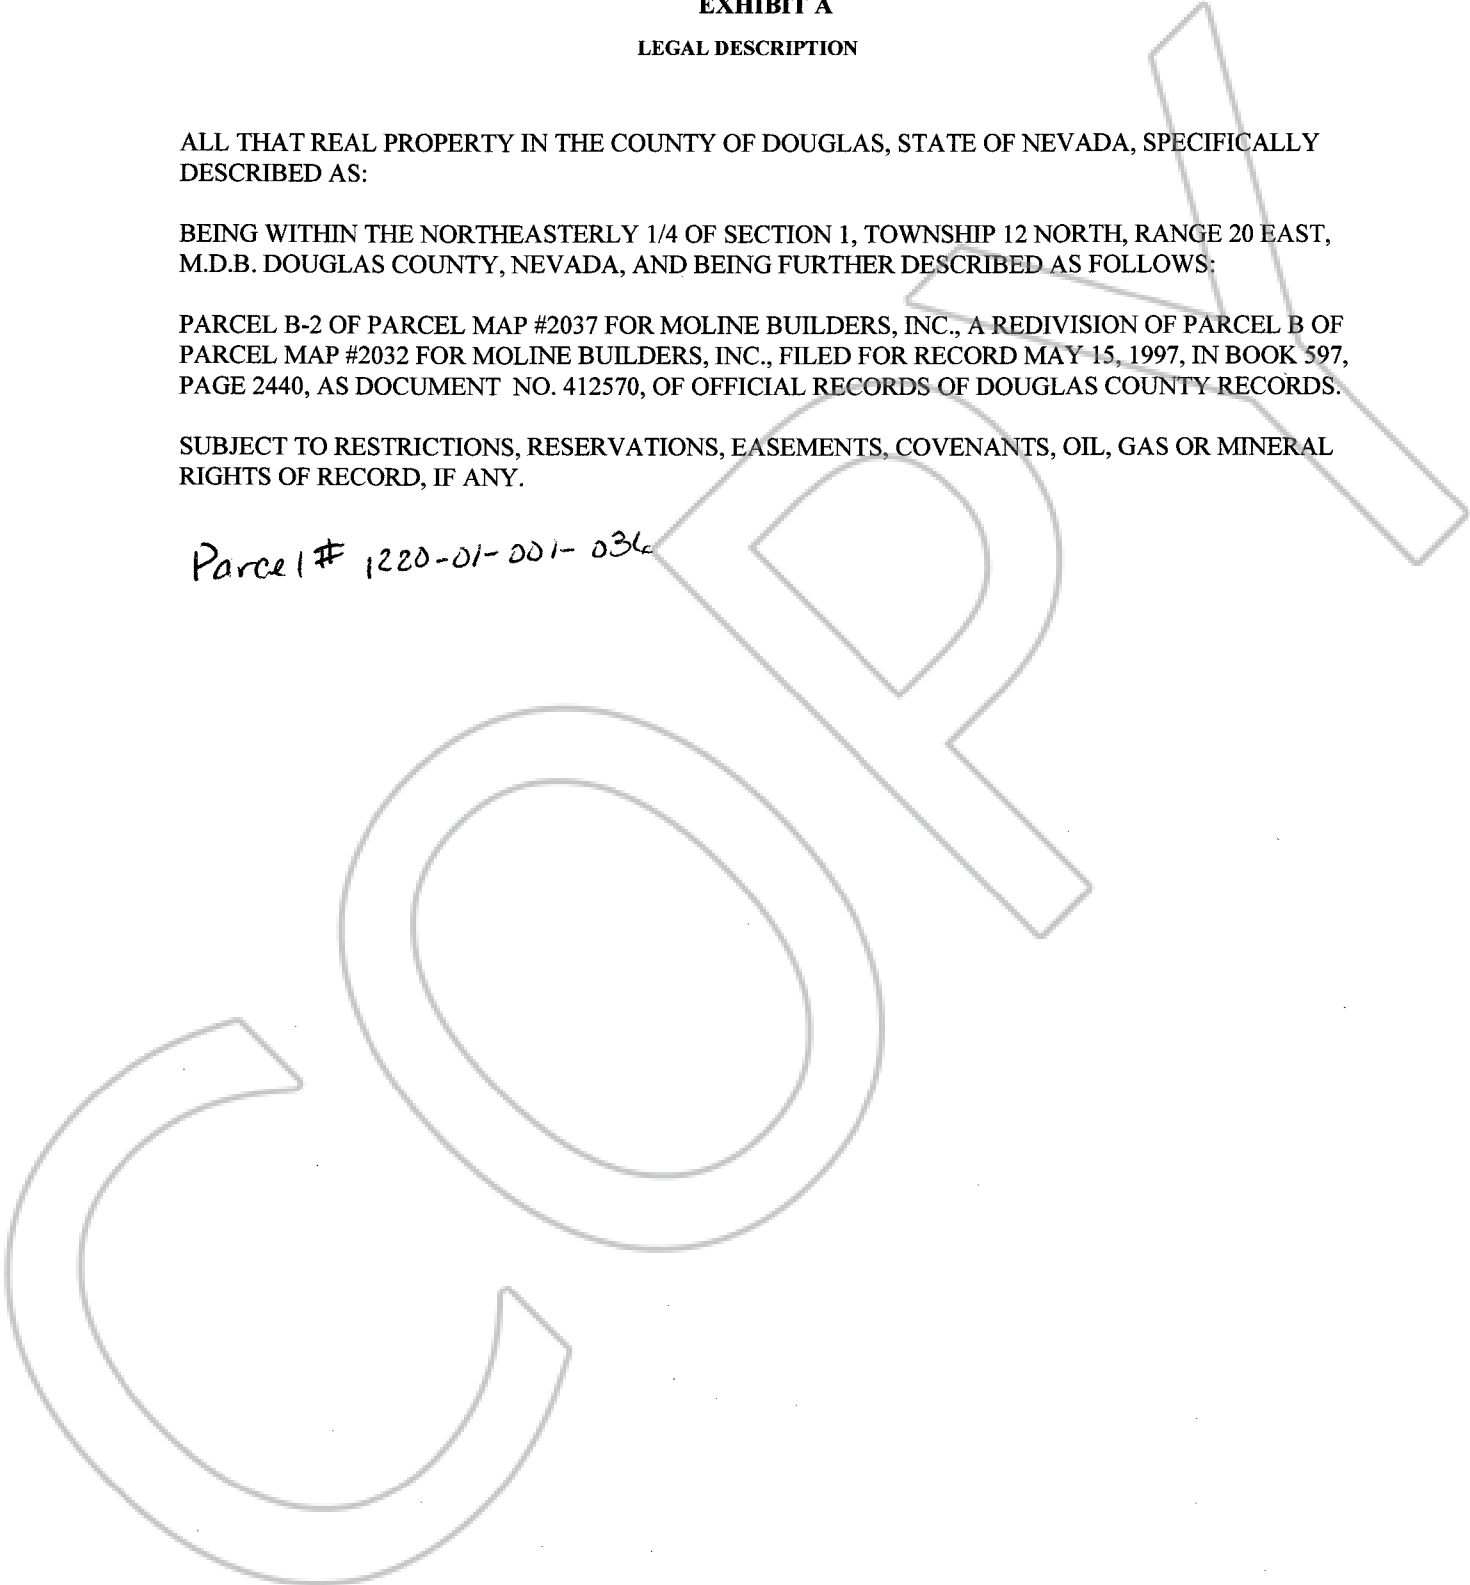 EXHIBIT A
LEGAL DESCRIPTION
ALL THAT REAL PROPERTY IN THE COUNTY OF DOUGLAS, STATE OF NEVADA, SPECIFICALLY
DESCRIBED AS:
BEING WITHIN THE NORTHEASTERLY 1/4 OF SECTION 1, TOWNSHIP 12 NORTH, RANGE 20 EAST,
M.D.B. DOUGLAS COUNTY, NEVADA, AND BEING FURTHER DESCRIBED AS FOLLOWS:
PARCEL B-2 OF PARCEL MAP #2037 FOR MOLINE BUILDERS, INC., A REDIVISION OF PARCEL B OF
PARCEL MAP #2032 FOR MOLINE BUILDERS, INC., FILED FOR RECORD MAY 15, 1997, IN BOOK 597,
PAGE 2440, AS DOCUMENT NO. 412570, OF OFFICIAL RECORDS OF DOUGLAS COUNTY RECORDS.
SUBJECT TO RESTRICTIONS, RESERVATIONS, EASEMENTS, COVENANTS, OIL, GAS OR MINERAL
RIGHTS OF RECORD, IF ANY.
Parcel # 1220-01-001-036
COPY